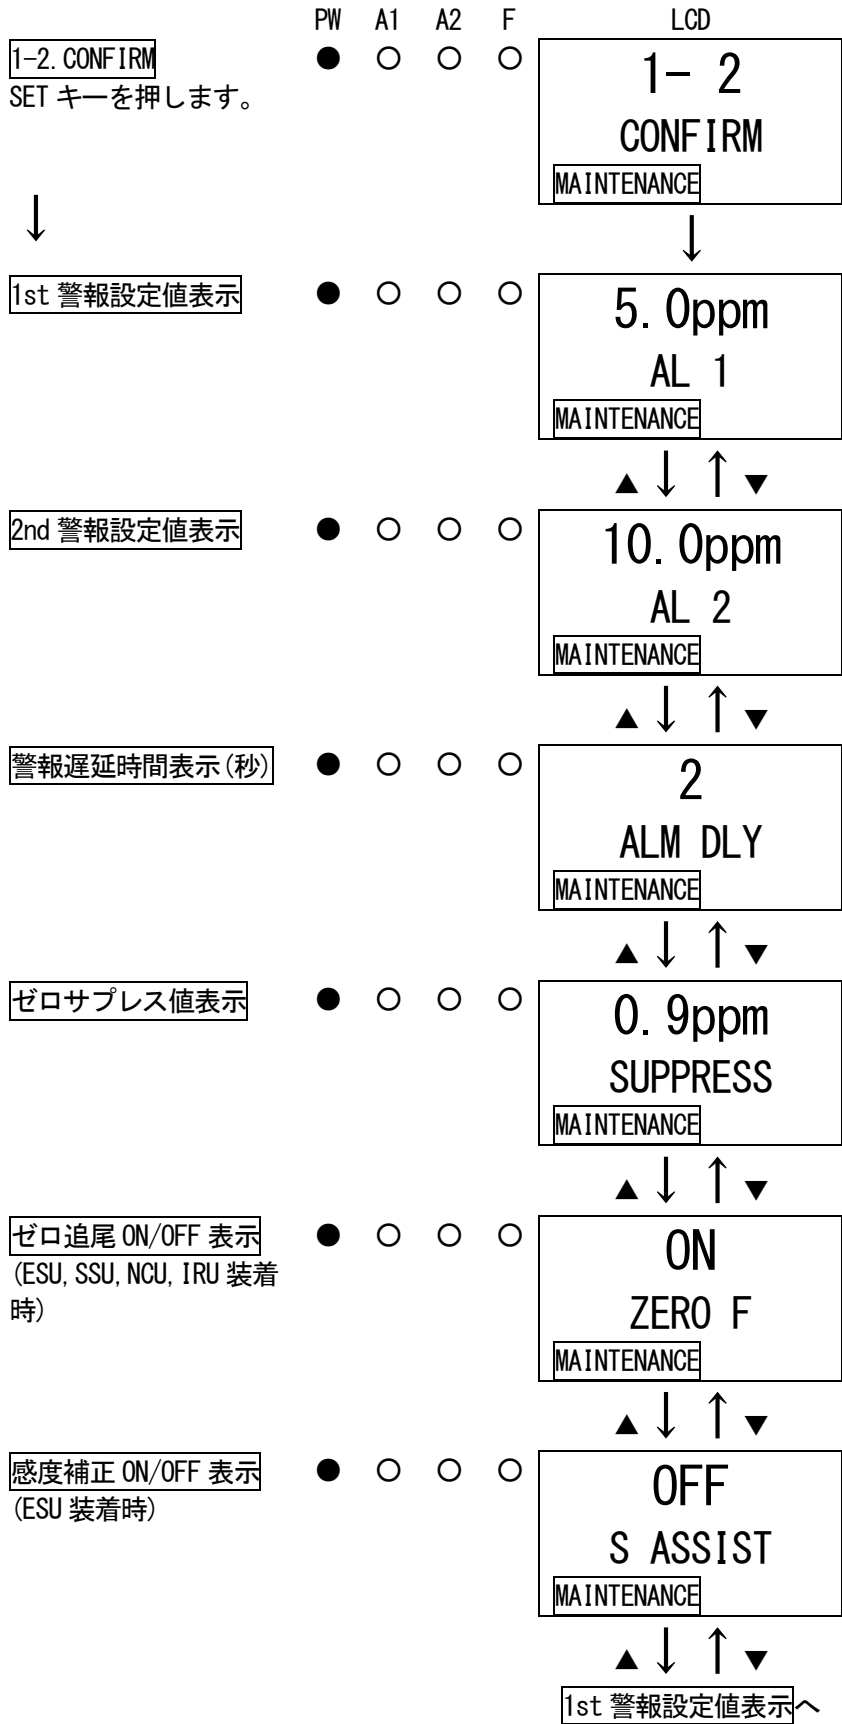 PW A1 A2 F LCD
1-2.CONFIRM ● ○ ○ ○ 1- 2
SET キーを押します。
CONFIRM
MAINTENANCE
↓ ↓
1st 警報設定値表示 ● ○ ○ ○ 5.0ppm
AL 1
MAINTENANCE
▲ ↓ ↑ ▼
2nd 警報設定値表示 ● ○ ○ ○ 10.0ppm
AL 2
MAINTENANCE
▲ ↓ ↑ ▼
警報遅延時間表示(秒) ● ○ ○ ○ 2
ALM DLY
MAINTENANCE
▲ ↓ ↑ ▼
ゼロサプレス値表示 ● ○ ○ ○ 0.9ppm
SUPPRESS
MAINTENANCE
▲ ↓ ↑ ▼
ゼロ追尾 ON/OFF 表示 ● ○ ○ ○ ON
(ESU,SSU,NCU,IRU 装着
時)
ZERO F
MAINTENANCE
▲ ↓ ↑ ▼
感度補正 ON/OFF 表示 ● ○ ○ ○ OFF
(ESU 装着時)
S ASSIST
MAINTENANCE
▲ ↓ ↑ ▼
1st 警報設定値表示へ